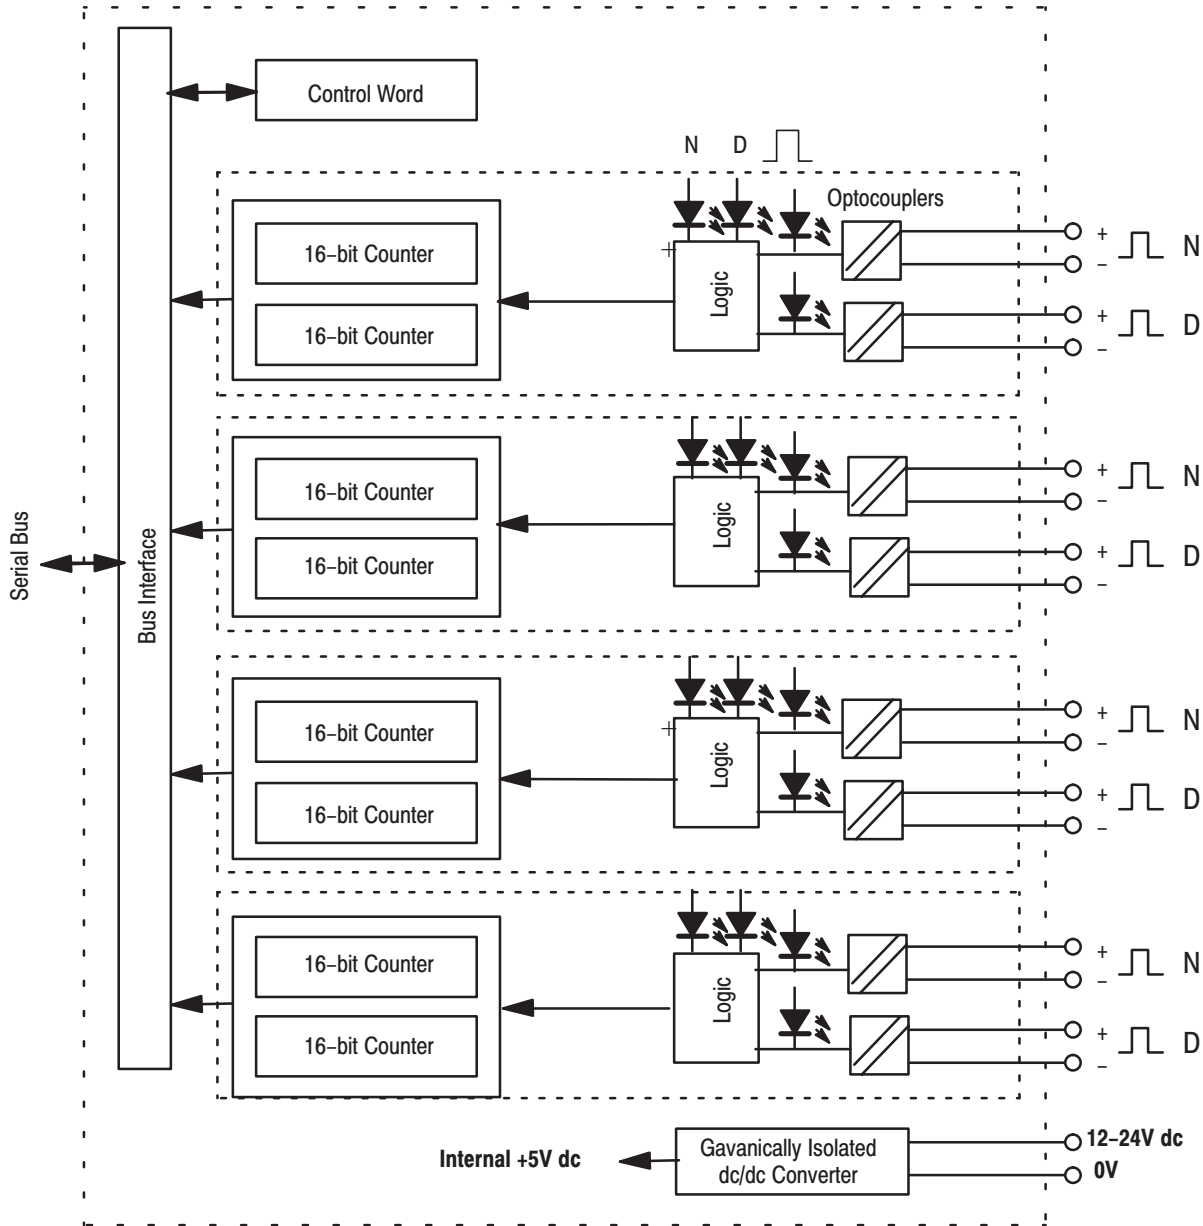 Control Word
N D
Optocouplers
16–bit Counter
16–bit Counter
+
Logic
+
–
N
+
–
D
16–bit Counter
16–bit Counter
Logic
+
–
N
+
–
D
Serial Bus
Bus Interface
16–bit Counter
16–bit Counter
+
Logic
+
–
N
+
–
D
16–bit Counter
16–bit Counter
Logic
+
–
N
+
–
D
Internal +5V dc
Gavanically Isolated
dc/dc Converter
12–24V dc
0V